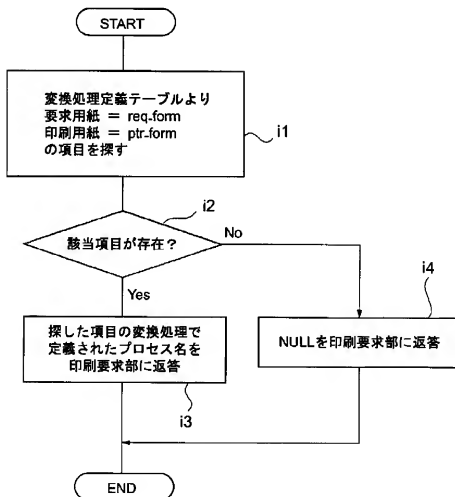 START
変換処理定義テーブルより
要求用紙 = req-form
印刷用紙 = ptr-form
の項目を探す
i1
i2
該当項目が存在?
No
Yes
i4
探した項目の変換処理で
定義されたプロセス名を
印刷要求部に返答
NULLを印刷要求部に返答
i3
END